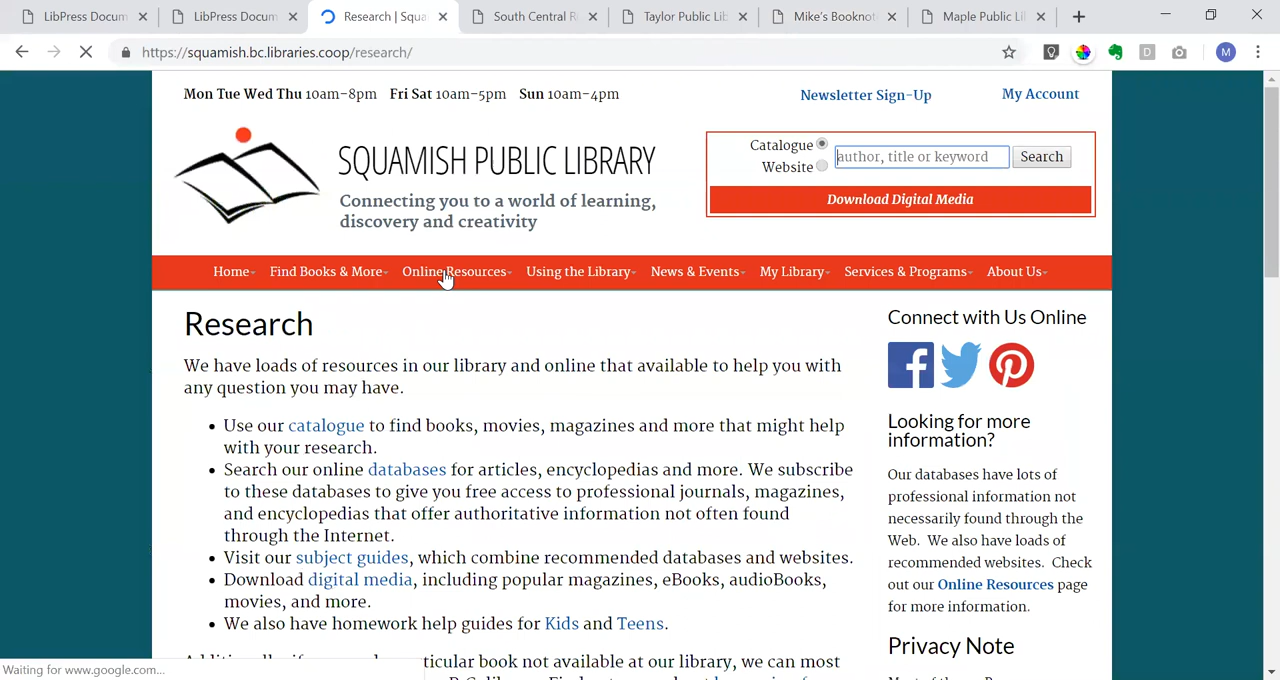 LibPress Docum
LibPress Docum
Research | Squa
South Central R
Taylor Public Lib
Mike's Booknot
Maple Public Li
https://squamish.bc.libraries.coop/research/
M
Mon Tue Wed Thu 10am–8pm Fri Sat 10am–5pm Sun 10am–4pm
Newsletter Sign-Up
My Account
SQUAMISH PUBLIC LIBRARY
Connecting you to a world of learning,
discovery and creativity
Catalogue
author, title or keyword
Search
Website
Download Digital Media
Home
Find Books & More
Online Resources
Using the Library
News & Events
My Library
Services & Programs
About Us
Research
We have loads of resources in our library and online that available to help you with
any question you may have.
• Use our catalogue to find books, movies, magazines and more that might help
with your research.
• Search our online databases for articles, encyclopedias and more. We subscribe
to these databases to give you free access to professional journals, magazines,
and encyclopedias that offer authoritative information not often found
through the Internet.
• Visit our subject guides, which combine recommended databases and websites.
• Download digital media, including popular magazines, eBooks, audioBooks,
movies, and more.
• We also have homework help guides for Kids and Teens.
ticular book not available at our library, we can most
Connect with Us Online
Looking for more
information?
Our databases have lots of
professional information not
necessarily found through the
Web. We also have loads of
recommended websites. Check
out our Online Resources page
for more information.
Privacy Note
Waiting for www.google.com...